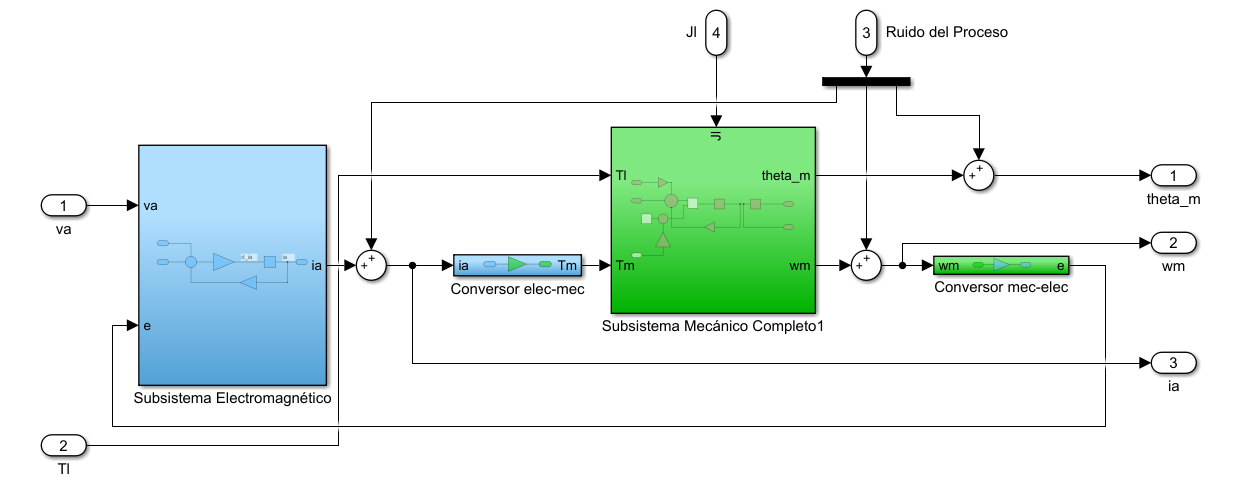 Jl
4
3
Ruido del Proceso
Jl
1
va
va
ia
e
Subsistema Electromagnético
2
Tl
ia
Tm
Conversor elec-mec
Tl
theta_m
Tm
wm
Subsistema Mecánico Completo1
wm
e
Conversor mec-elec
1
theta_m
2
wm
3
ia